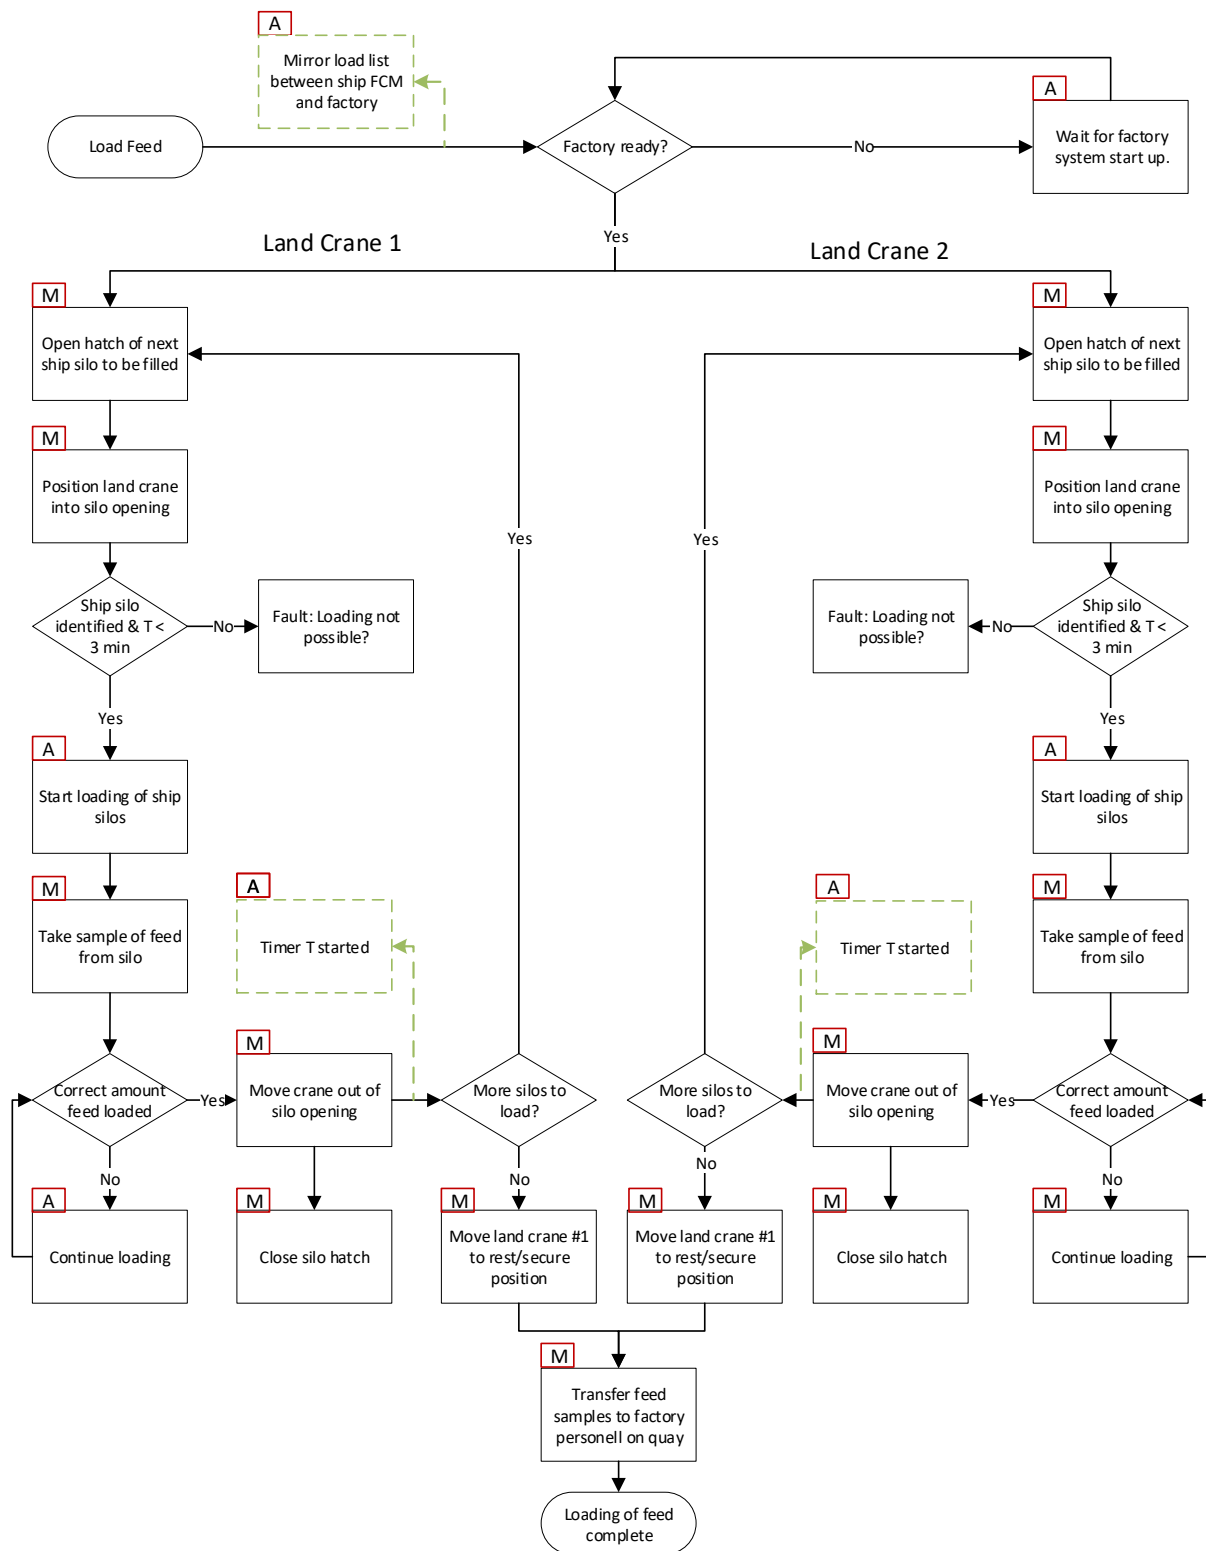 A
Mirror load list
between ship FCM
and factory
Load Feed
Factory ready?
No
A
Wait for factory
system start up.
Yes
Land Crane 1
Land Crane 2
M
Open hatch of next
ship silo to be filled
M
Open hatch of next
ship silo to be filled
M
Position land crane
into silo opening
M
Position land crane
into silo opening
Yes
Yes
Ship silo
identified & T <
3 min
No
Fault: Loading not
possible?
Fault: Loading not
possible?
No
Ship silo
identified & T <
3 min
Yes
Yes
A
Start loading of ship
silos
A
Start loading of ship
silos
M
Take sample of feed
from silo
A
Timer T started
A
Timer T started
M
Take sample of feed
from silo
Correct amount
feed loaded
Yes
M
Move crane out of
silo opening
More silos to
load?
More silos to
load?
M
Move crane out of
silo opening
Yes
Correct amount
feed loaded
No
No
No
No
A
Continue loading
M
Close silo hatch
M
Move land crane #1
to rest/secure
position
M
Move land crane #1
to rest/secure
position
M
Close silo hatch
M
Continue loading
M
Transfer feed
samples to factory
personell on quay
Loading of feed
complete